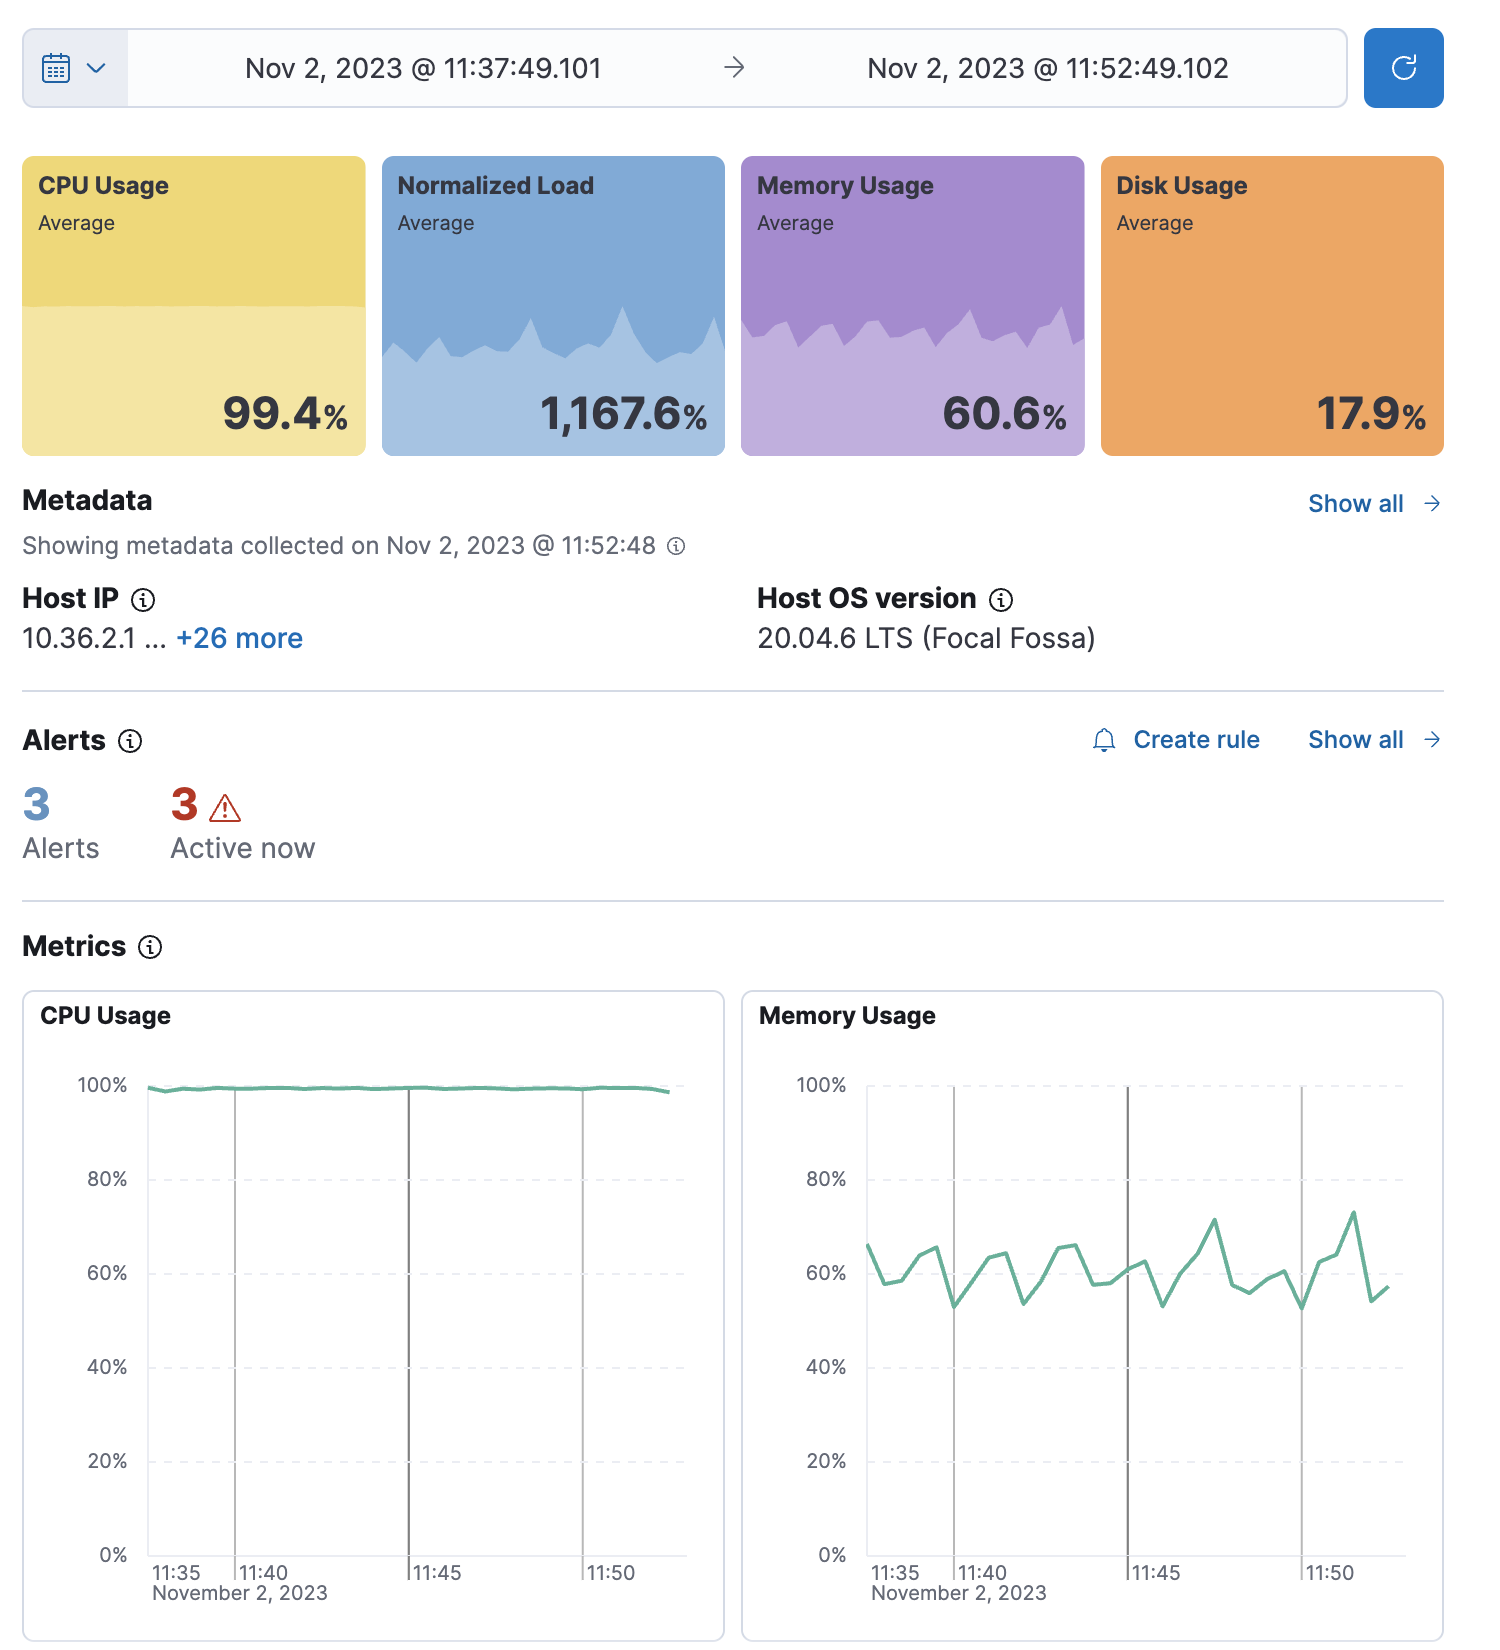 Nov 2, 2023 @ 11:37:49.101 → Nov 2, 2023 @ 11:52:49.102
CPU Usage
Average
99.4%
Normalized Load
Average
1,167.6%
Memory Usage
Average
60.6%
Disk Usage
Average
17.9%
Metadata
Show all →
Showing metadata collected on Nov 2, 2023 @ 11:52:48
Host IP
10.36.2.1 ... +26 more
Host OS version
20.04.6 LTS (Focal Fossa)
Alerts
Create rule
Show all →
3
Alerts
3
Active now
Metrics
CPU Usage
100%
80%
60%
40%
20%
0%
11:35 11:40 11:45 11:50
November 2, 2023
Memory Usage
100%
80%
60%
40%
20%
0%
11:35 11:40 11:45 11:50
November 2, 2023